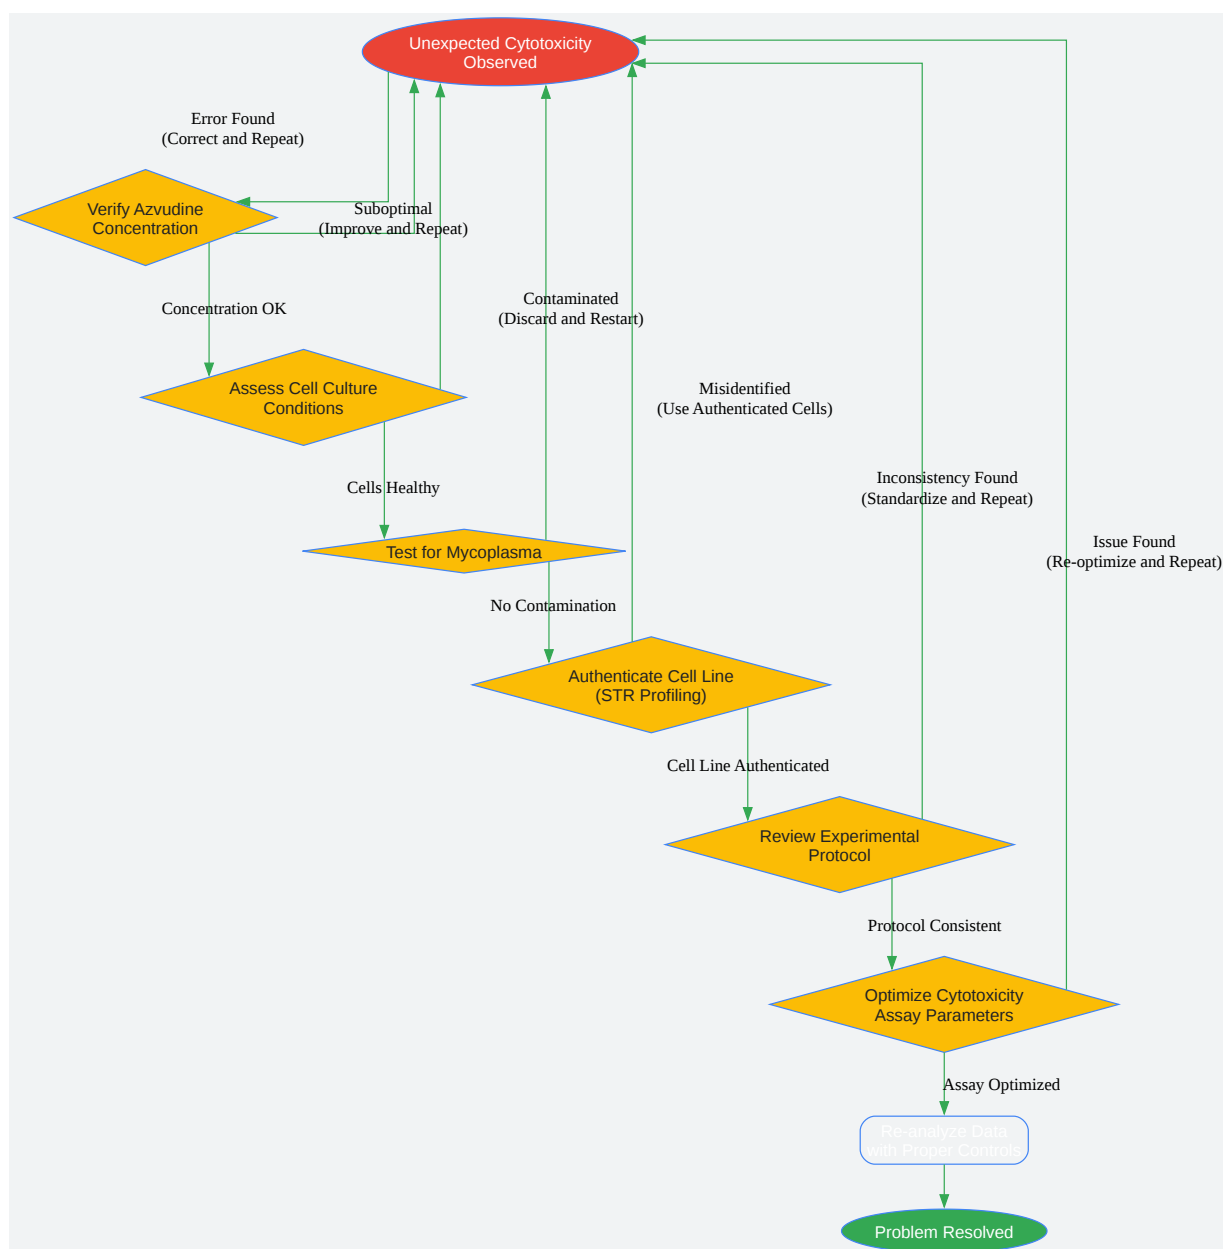 Unexpected Cytotoxicity
Observed
Error Found
(Correct and Repeat)
Verify Azvudine
Concentration
Suboptimal
(Improve and Repeat)
Concentration OK
Contaminated
(Discard and Restart)
Assess Cell Culture
Conditions
Misidentified
(Use Authenticated Cells)
Cells Healthy
Inconsistency Found
(Standardize and Repeat)
Test for Mycoplasma
Issue Found
(Re-optimize and Repeat)
No Contamination
Authenticate Cell Line
(STR Profiling)
Cell Line Authenticated
Review Experimental
Protocol
Protocol Consistent
Optimize Cytotoxicity
Assay Parameters
Assay Optimized
Re-analyze Data
with Proper Controls
Problem Resolved